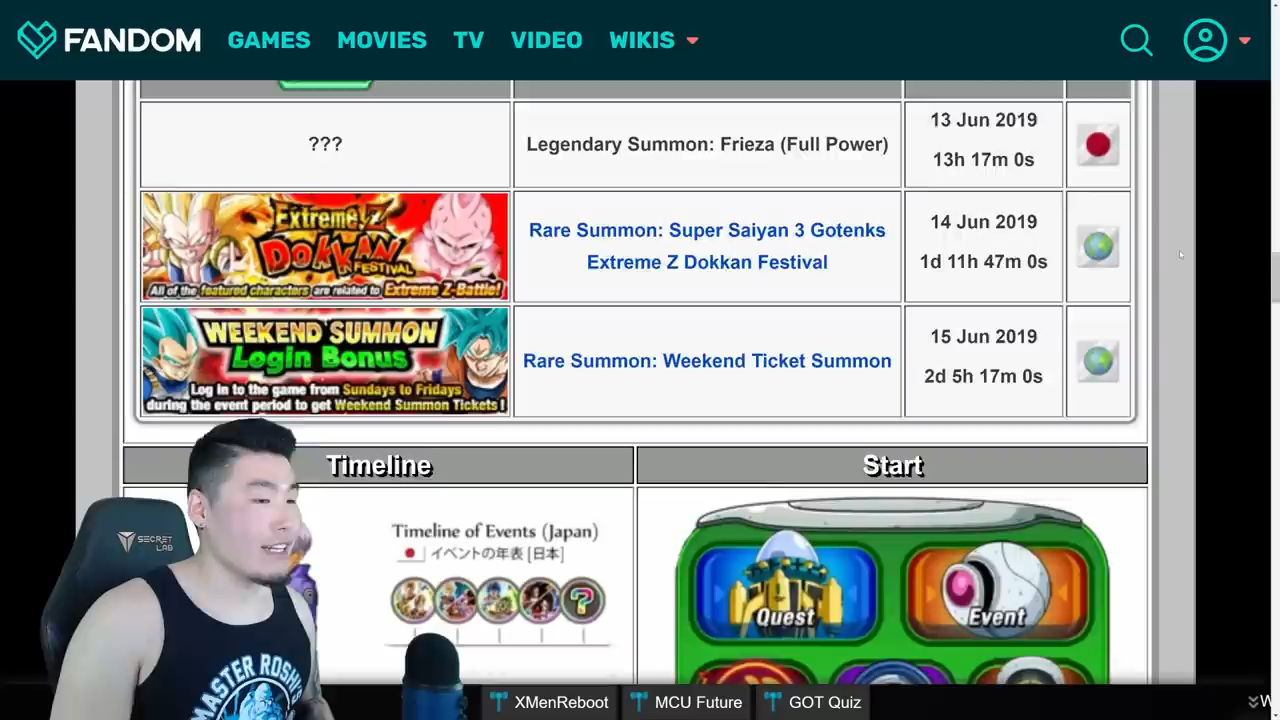 FANDOM GAMES MOVIES TV VIDEO WIKIS
???
Legendary Summon: Frieza (Full Power)
13 Jun 2019
13h 17m 0s
Extreme Z
DOKKAN
FESTIVAL
All of the featured characters are related to Extreme Z-Battle!
Rare Summon: Super Saiyan 3 Gotenks
Extreme Z Dokkan Festival
14 Jun 2019
1d 11h 47m 0s
WEEKEND SUMMON
Login Bonus
Log in to the game from Sundays to Fridays
during the event period to get Weekend Summon Tickets!
Rare Summon: Weekend Ticket Summon
15 Jun 2019
2d 5h 17m 0s
Timeline
Start
Timeline of Events (Japan)
イベントの年表 [日本]
?
Quest
Event
SECRET
LAB
MASTER ROSHI'S
XMenReboot
MCU Future
GOT Quiz
W